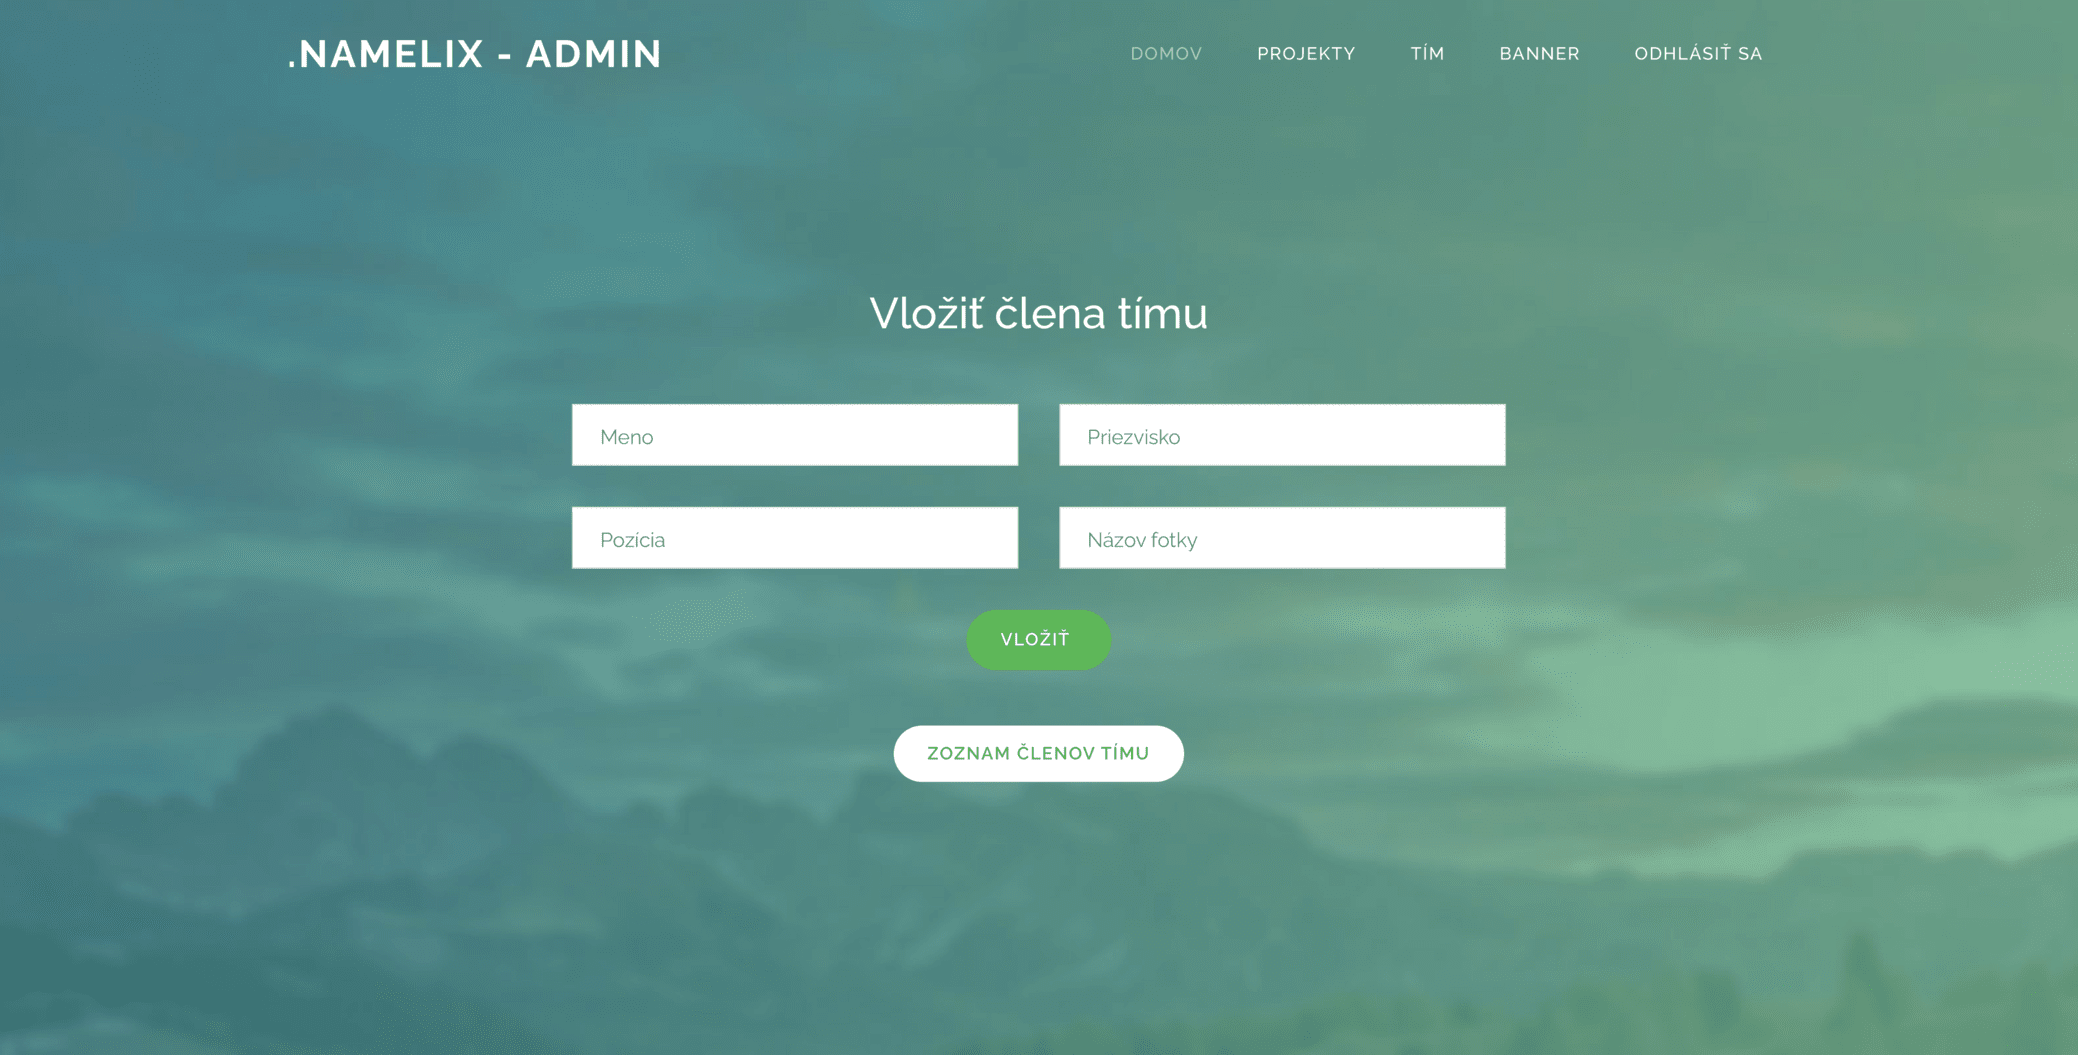 .NAMELIX - ADMIN
DOMOV PROJEKTY TÍM BANNER ODHLÁSIŤ SA
Vložiť člena tímu
Meno Priezvisko
Pozícia Názov fotky
VLOŽIŤ
ZOZNAM ČLENOV TÍMU